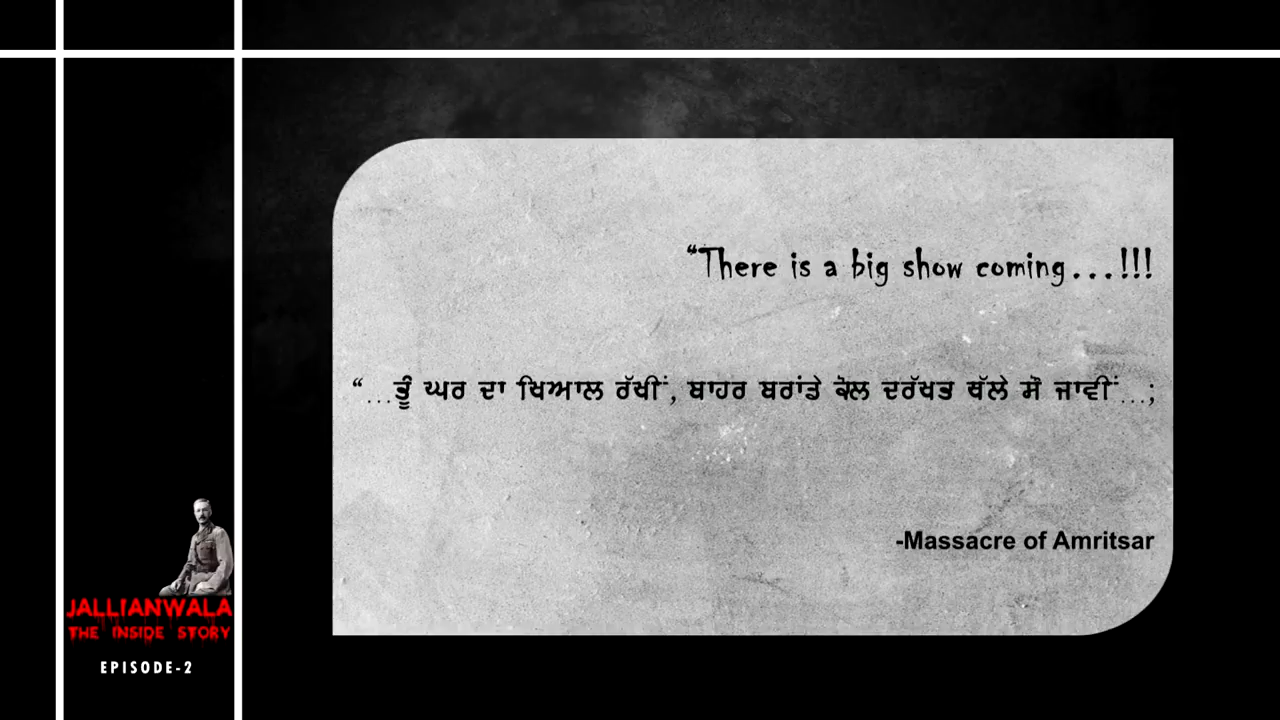 “There is a big show coming...!!!
“...ਤੂੰ ਘਰ ਦਾ ਖਿਆਲ ਰੱਖੀਂ, ਬਾਹਰ ਬਰਾਂਡੇ ਕੋਲ ਦਰੱਖਤ ਥੱਲੇ ਸੌਂ ਜਾਵੀਂ...;
-Massacre of Amritsar
JALLIANWALA
THE INSIDE STORY
EPISODE-2